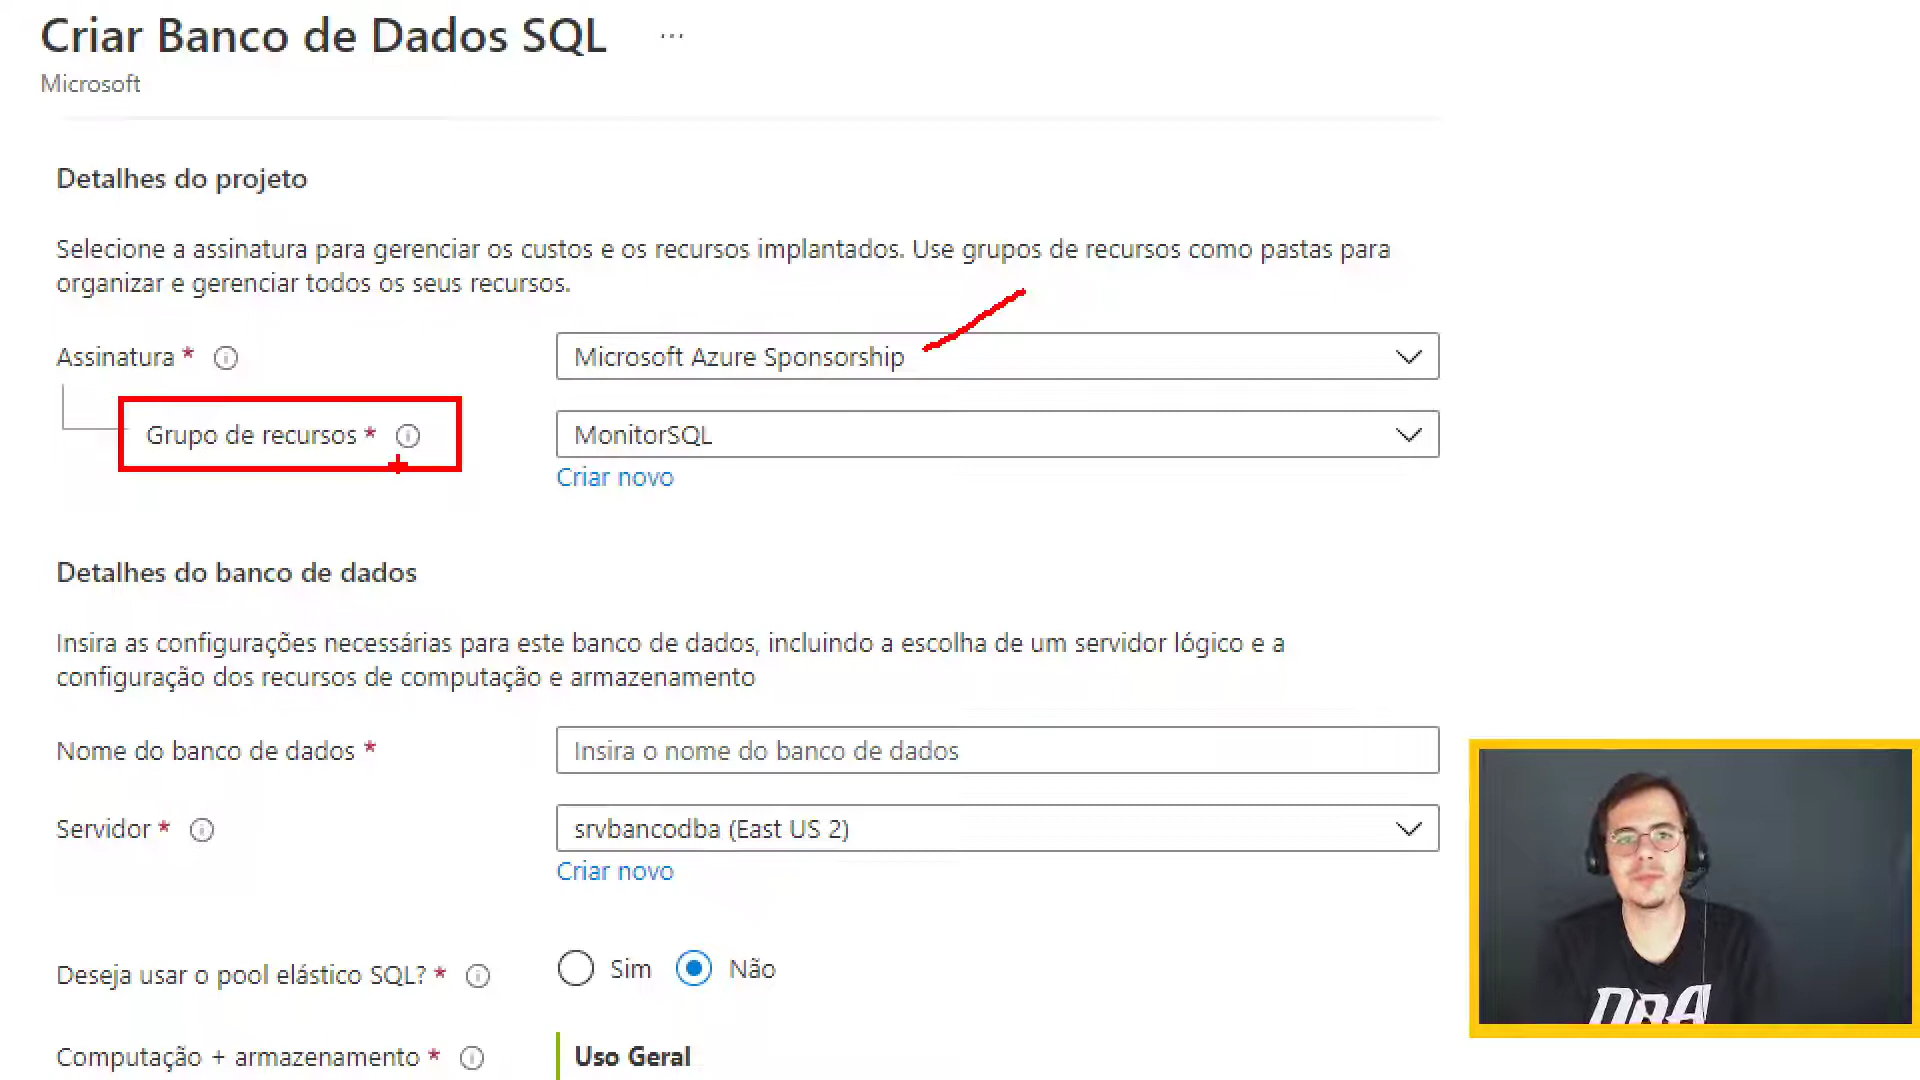 Criar Banco de Dados SQL ...
Microsoft
Detalhes do projeto
Selecione a assinatura para gerenciar os custos e os recursos implantados. Use grupos de recursos como pastas para
organizar e gerenciar todos os seus recursos.
Assinatura * Microsoft Azure Sponsorship
Grupo de recursos * MonitorSQL
Criar novo
Detalhes do banco de dados
Insira as configurações necessárias para este banco de dados, incluindo a escolha de um servidor lógico e a
configuração dos recursos de computação e armazenamento
Nome do banco de dados * Insira o nome do banco de dados
Servidor * srvbancodba (East US 2)
Criar novo
Deseja usar o pool elástico SQL? * Sim Não
Computação + armazenamento * Uso Geral
DBA